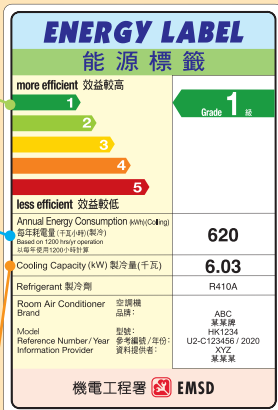 ENERGY LABEL
能源標籤
more efficient 效益較高
1
2
3
4
5
less efficient 效益較低
Grade 1 級
Annual Energy Consumption (kWh) (Cooling)
每年耗電量 (千瓦小時) (製冷)
Based on 1200 hrs/yr operation
以每年使用1200小時計算
620
Cooling Capacity (kW) 製冷量(千瓦)
6.03
Refrigerant 製冷劑
R410A
Room Air Conditioner 空調機
Brand 品牌：
ABC
某某牌
Model 型號：
HK1234
Reference Number / Year 參考編號 / 年份：
U2-C123456 / 2020
Information Provider 資料提供者：
XYZ
某某某
機電工程署 EMSD